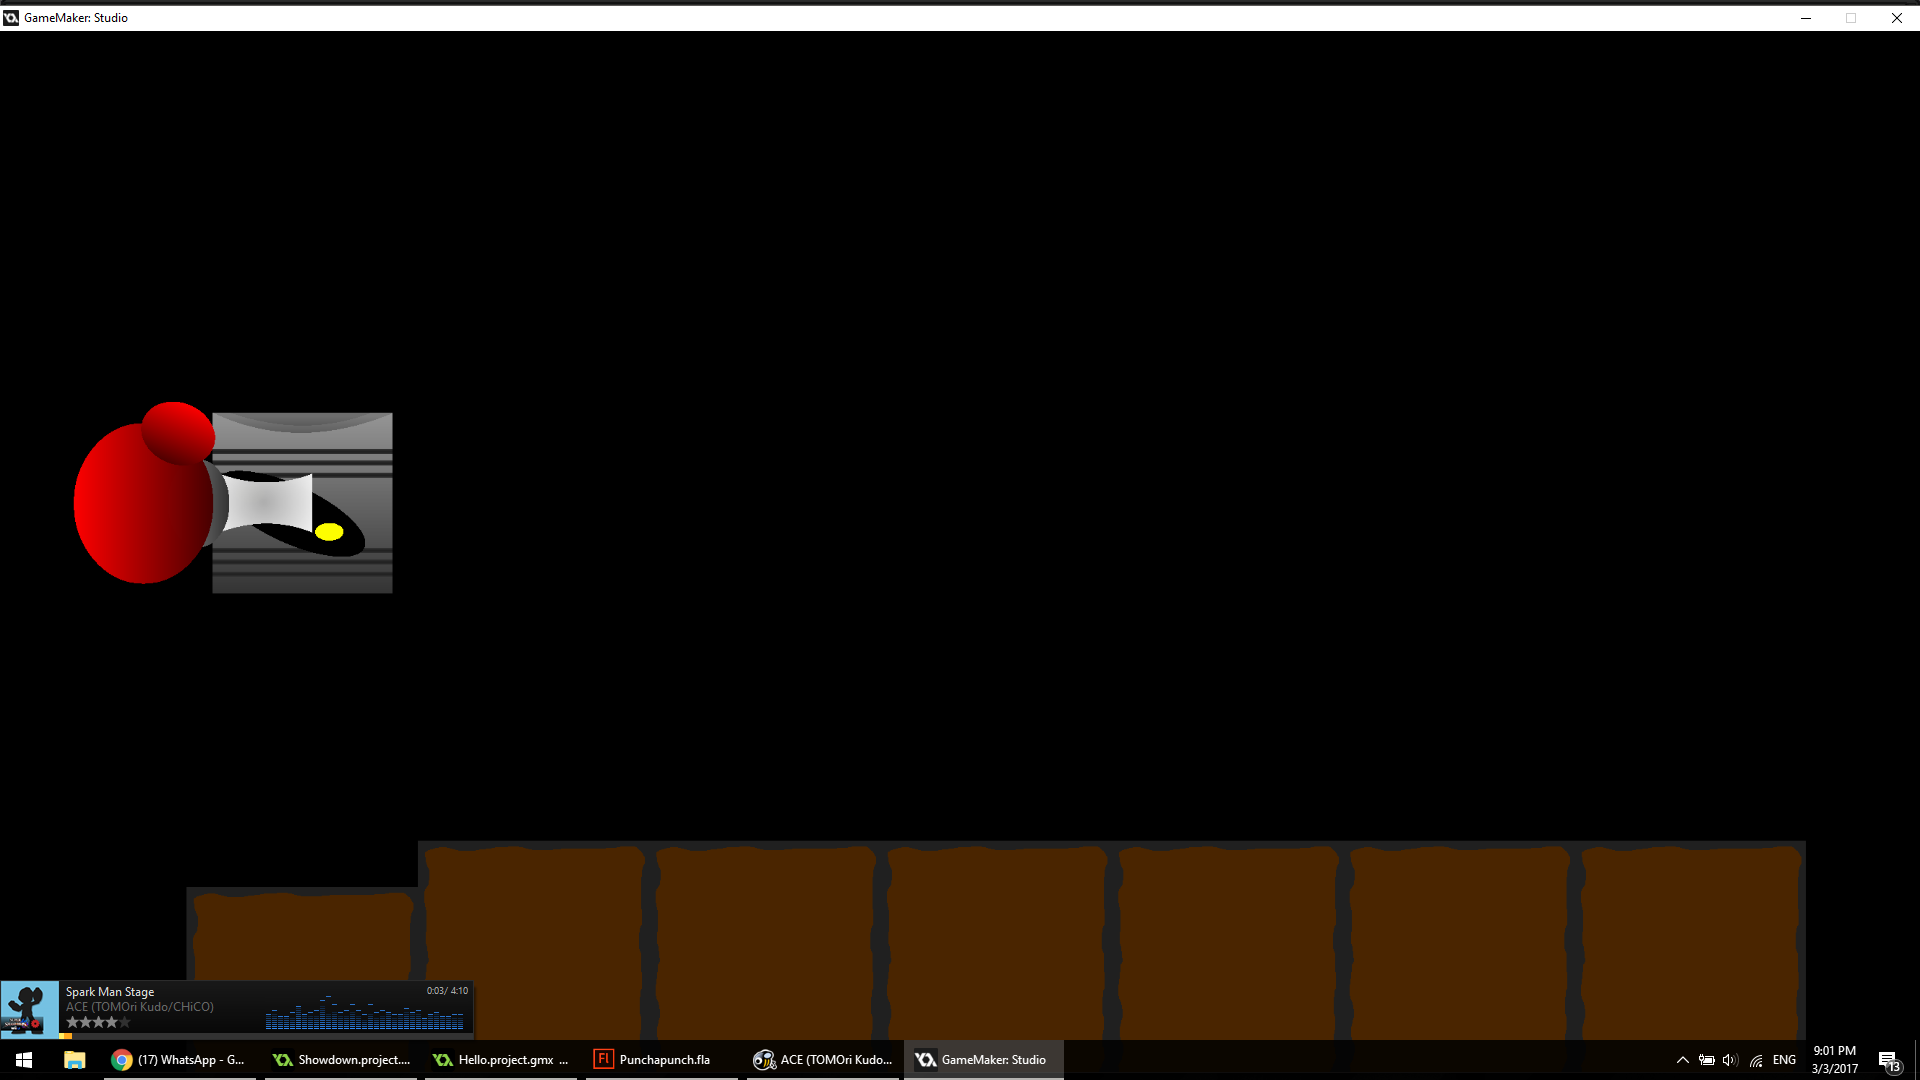 GameMaker: Studio
Spark Man Stage
0:03/ 4:10
ACE (TOMOri Kudo/CHiCO)
(17) WhatsApp - G...
Showdown.project....
Hello.project.gmx ...
Fl
Punchapunch.fla
ACE (TOMOri Kudo...
GameMaker: Studio
ENG
9:01 PM
3/3/2017
13